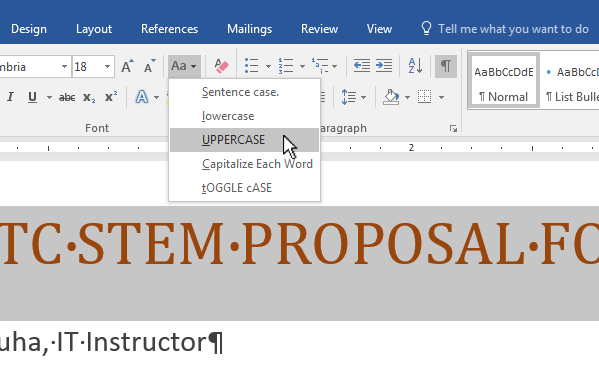 Design Layout References Mailings Review View Tell me what you want to do
mbria 18 A A Aa A Z AaBbCcDdE AaBbCcDdE
I U abc X₂ X² A ¶ Normal • List Bulle
Font aragraph
Sentence case.
lowercase
UPPERCASE
Capitalize Each Word
tOGGLE cASE
2
TC·STEM·PROPOSAL·FO
uha,·IT·Instructor¶